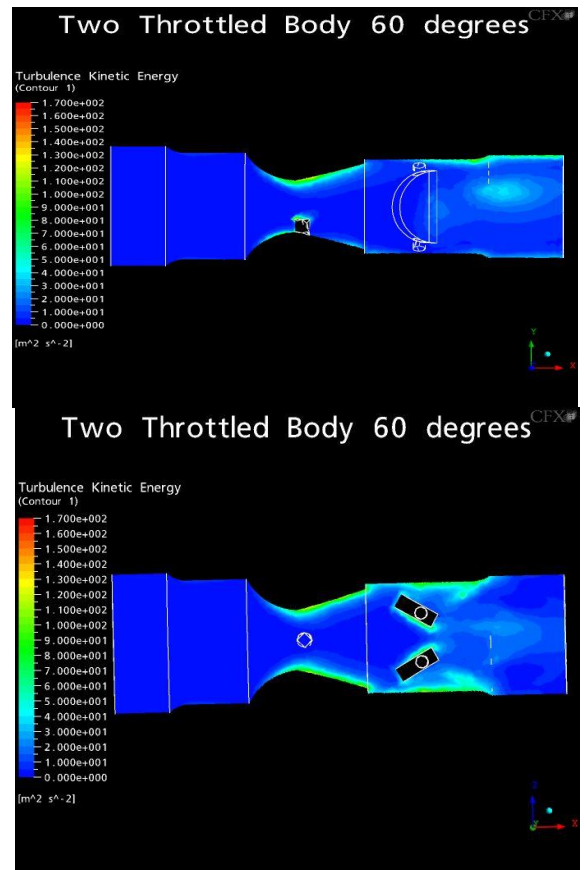 Two Throttled Body 60 degrees
CFX
Turbulence Kinetic Energy
(Contour 1)
1.700e+002
1.600e+002
1.500e+002
1.400e+002
1.300e+002
1.200e+002
1.100e+002
1.000e+002
9.000e+001
8.000e+001
7.000e+001
6.000e+001
5.000e+001
4.000e+001
3.000e+001
2.000e+001
1.000e+001
0.000e+000
[m^2 s^-2]
Y
X
CFX
Two Throttled Body 60 degrees
Turbulence Kinetic Energy
(Contour 1)
1.700e+002
1.600e+002
1.500e+002
1.400e+002
1.300e+002
1.200e+002
1.100e+002
1.000e+002
9.000e+001
8.000e+001
7.000e+001
6.000e+001
5.000e+001
4.000e+001
3.000e+001
2.000e+001
1.000e+001
0.000e+000
[m^2 s^-2]
Z
Y
X